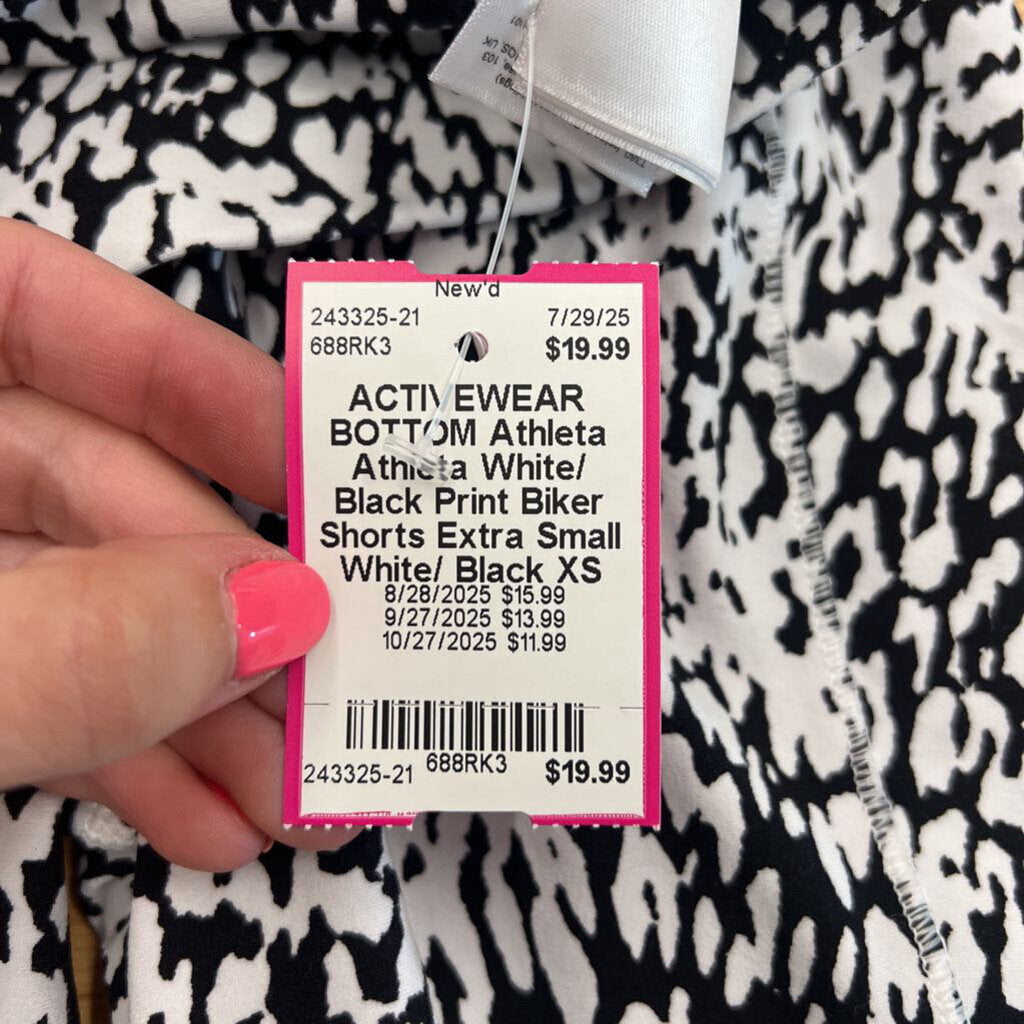 New'd
243325-21 7/29/25
688RK3 $19.99
ACTIVEWEAR
BOTTOM Athleta
Athleta White/
Black Print Biker
Shorts Extra Small
White/ Black XS
8/28/2025 $15.99
9/27/2025 $13.99
10/27/2025 $11.99
243325-21 688RK3 $19.99